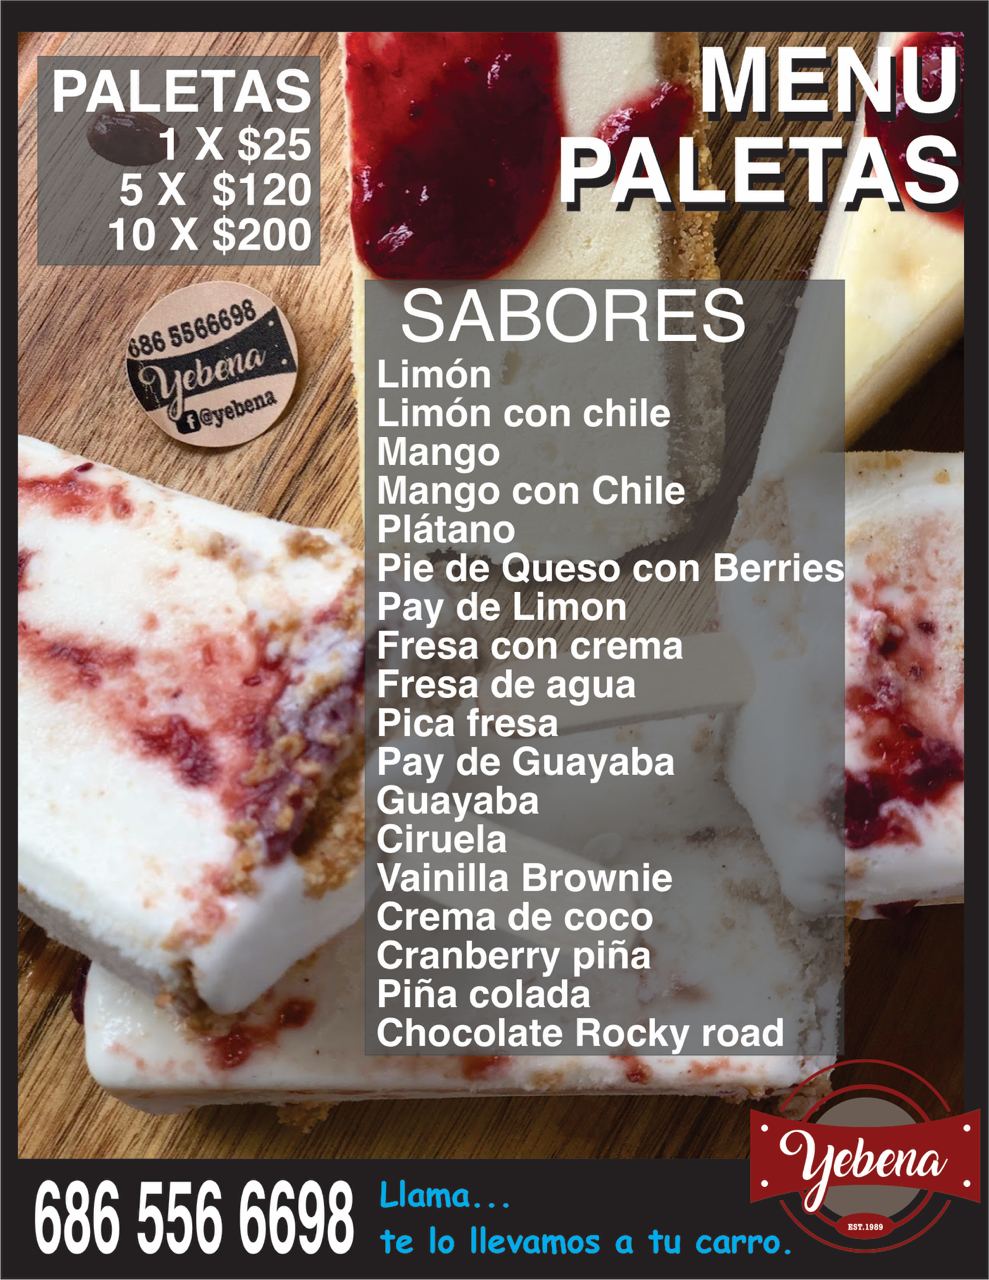 PALETAS
1 X $25
5 X $120
10 X $200
MENU
PALETAS
686 5566698
Yebena
f@yebena
SABORES
Limón
Limón con chile
Mango
Mango con Chile
Plátano
Pie de Queso con Berries
Pay de Limon
Fresa con crema
Fresa de agua
Pica fresa
Pay de Guayaba
Guayaba
Ciruela
Vainilla Brownie
Crema de coco
Cranberry piña
Piña colada
Chocolate Rocky road
Yebena
EST.1989
686 556 6698
Llama...
te lo llevamos a tu carro.